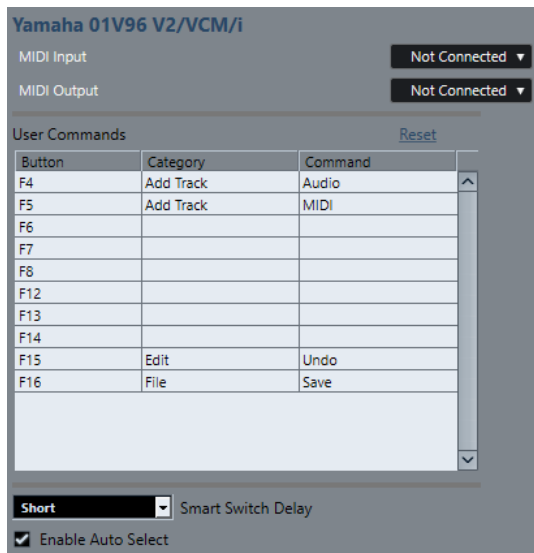 Yamaha 01V96 V2/VCM/i
MIDI Input Not Connected
MIDI Output Not Connected
User Commands Reset
Button Category Command
F4 Add Track Audio
F5 Add Track MIDI
F6
F7
F8
F12
F13
F14
F15 Edit Undo
F16 File Save
Short Smart Switch Delay
Enable Auto Select